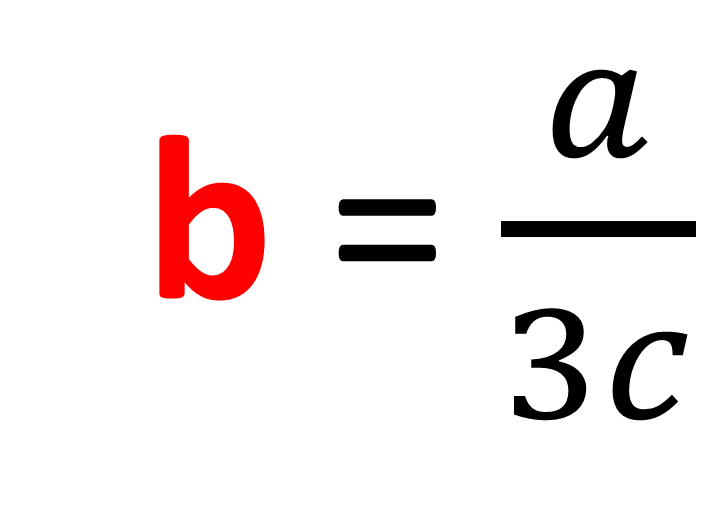 b = a / 3c